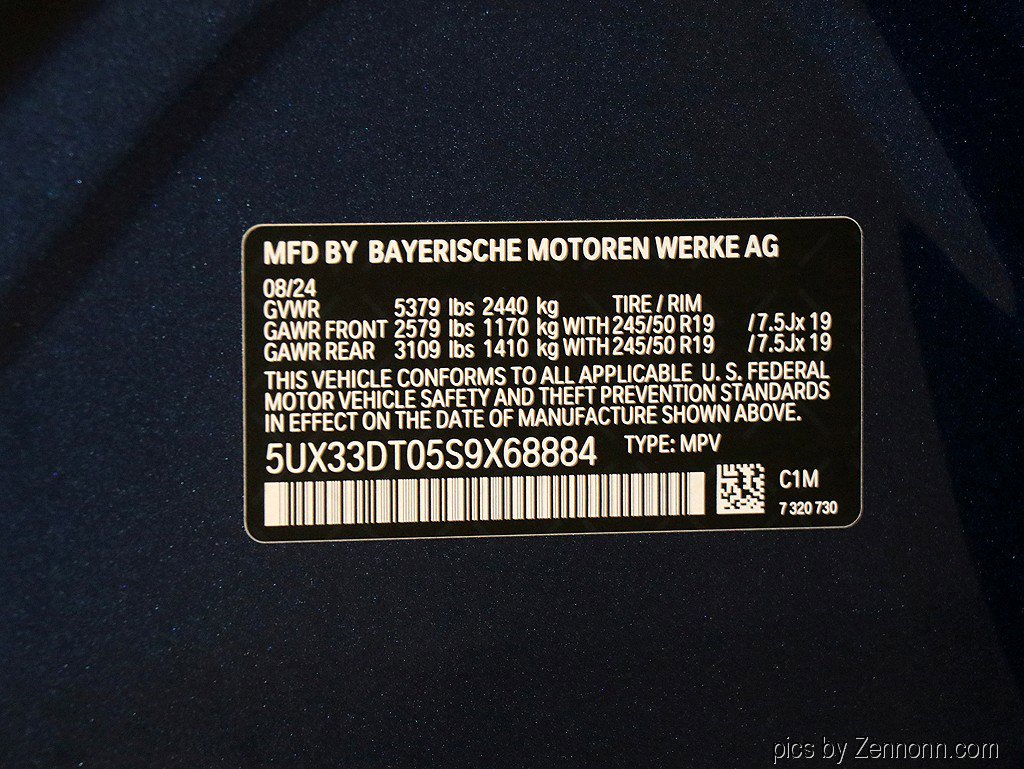 MFD BY BAYERISCHE MOTOREN WERKE AG
08/24
GVWR 5379 lbs 2440 kg TIRE / RIM
GAWR FRONT 2579 lbs 1170 kg WITH 245/50 R19 /7.5Jx 19
GAWR REAR 3109 lbs 1410 kg WITH 245/50 R19 /7.5Jx 19
THIS VEHICLE CONFORMS TO ALL APPLICABLE U. S. FEDERAL
MOTOR VEHICLE SAFETY AND THEFT PREVENTION STANDARDS
IN EFFECT ON THE DATE OF MANUFACTURE SHOWN ABOVE.
5UX33DT05S9X68884 TYPE: MPV
C1M
7 320 730
pics by Zennonn.com